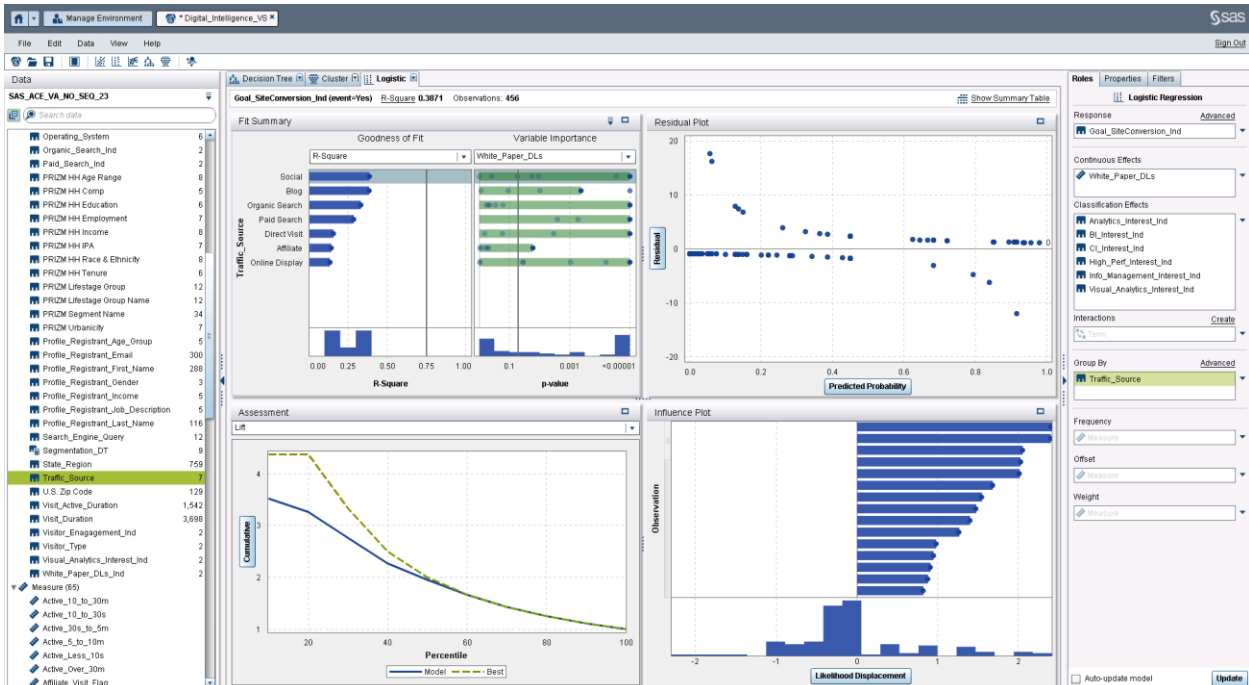 Manage Environment
* Digital_Intelligence_VS
sas
File Edit Data View Help
Sign Out
Data
SAS_ACE_VA_NO_SEQ_23
Search data
Operating_System 6
Organic_Search_Ind 2
Paid_Search_Ind 2
PRIZM HH Age Range 8
PRIZM HH Comp 5
PRIZM HH Education 6
PRIZM HH Employment 7
PRIZM HH Income 8
PRIZM HH IPA 7
PRIZM HH Race & Ethnicity 8
PRIZM HH Tenure 6
PRIZM Lifestage Group 12
PRIZM Lifestage Group Name 12
PRIZM Segment Name 34
PRIZM Urbanicity 7
Profile_Registrant_Age_Group 5
Profile_Registrant_Email 300
Profile_Registrant_First_Name 288
Profile_Registrant_Gender 3
Profile_Registrant_Income 5
Profile_Registrant_Job_Description 5
Profile_Registrant_Last_Name 116
Search_Engine_Query 12
Segmentation_DT 9
State_Region 759
Traffic_Source 7
U.S. Zip Code 129
Visit_Active_Duration 1,542
Visit_Duration 3,698
Visitor_Enagagement_Ind 2
Visitor_Type 2
Visual_Analytics_Interest_Ind 2
White_Paper_DLs_Ind 2
Measure (65)
Active_10_to_30m
Active_10_to_30s
Active_30s_to_5m
Active_5_to_10m
Active_Less_10s
Active_Over_30m
Affiliate_Visit_Flag
Decision Tree Cluster Logistic
Goal_SiteConversion_Ind (event=Yes) R-Square 0.3871 Observations: 456
Show Summary Table
Fit Summary
Goodness of Fit Variable Importance
R-Square White_Paper_DLs
Traffic_Source
Social
Blog
Organic Search
Paid Search
Direct Visit
Affiliate
Online Display
0.00 0.25 0.50 0.75 1.00 0.1 0.001 <0.00001
R-Square p-value
Residual Plot
Residual
20
10
0 0
-10
-20
0.0 0.2 0.4 0.6 0.8 1.0
Predicted Probability
Assessment
Lift
Cumulative
4
3
2
1
20 40 60 80 100
Percentile
Model Best
Influence Plot
Observation
-2 -1 0 1 2
Likelihood Displacement
Roles Properties Filters
Logistic Regression
Response Advanced
Goal_SiteConversion_Ind
Continuous Effects
White_Paper_DLs
Classification Effects
Analytics_Interest_Ind
BI_Interest_Ind
CI_Interest_Ind
High_Perf_Interest_Ind
Info_Management_Interest_Ind
Visual_Analytics_Interest_Ind
Interactions Create
Term
Group By Advanced
Traffic_Source
Frequency
Measure
Offset
Measure
Weight
Measure
Auto-update model Update